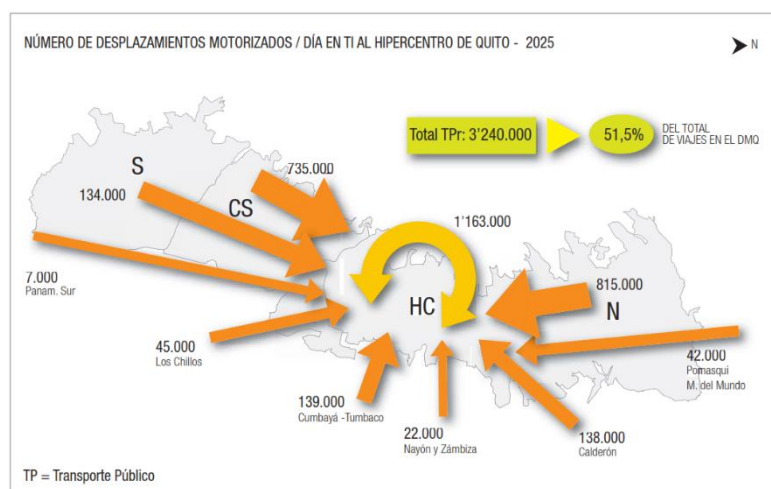 NÚMERO DE DESPLAZAMIENTOS MOTORIZADOS / DÍA EN TI AL HIPERCENTRO DE QUITO - 2025
N
Total TPr: 3'240.000
51,5%
DEL TOTAL
DE VIAJES EN EL DMQ
S
134.000
CS
735.000
1'163.000
HC
815.000
N
7.000
Panam. Sur
45.000
Los Chillos
139.000
Cumbayá -Tumbaco
22.000
Nayón y Zámbiza
138.000
Calderón
42.000
Pomasqui
M. del Mundo
TP = Transporte Público